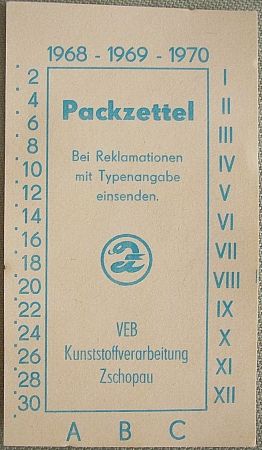 1968 - 1969 - 1970
Packzettel
Bei Reklamationen
mit Typenangabe
einsenden.
VEB
Kunststoffverarbeitung
Zschopau
2
4
6
8
10
12
14
16
18
20
22
24
26
28
30
I
II
III
IV
V
VI
VII
VIII
IX
X
XI
XII
A B C